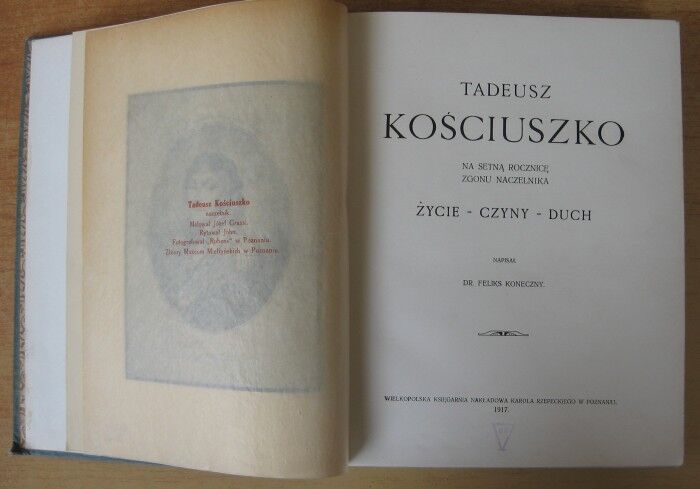 Tadeusz Kościuszko
naczelnik.
Malował Józef Grassi.
Rytował John.
Fotografował „Rubens" w Poznaniu.
Zbiory Muzeum Mielżyńskich w Poznaniu.
TADEUSZ
KOŚCIUSZKO
NA SETNĄ ROCZNICĘ
ZGONU NACZELNIKA
ŻYCIE - CZYNY - DUCH
NAPISAŁ
DR. FELIKS KONECZNY.
WIELKOPOLSKA KSIĘGARNIA NAKŁADOWA KAROLA RZEPECKIEGO W POZNANIU.
1917.